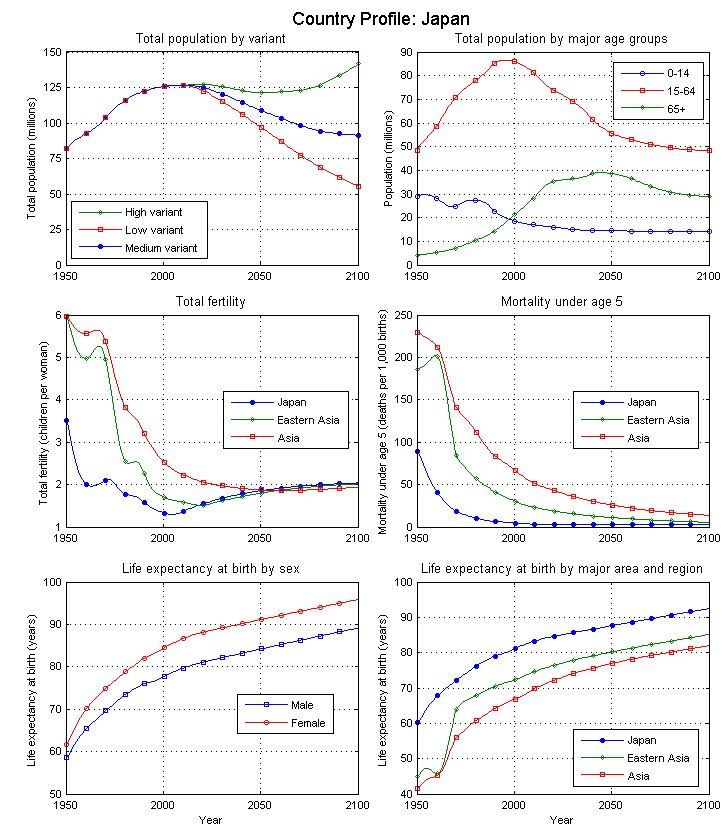 Country Profile: Japan
Total population by variant
Total population (millions)
150
125
100
75
50
25
0
High variant
Low variant
Medium variant
1950 2000 2050 2100
Total population by major age groups
Population (millions)
90
80
70
60
50
40
30
20
10
0
0-14
15-64
65+
1950 2000 2050 2100
Total fertility
Total fertility (children per woman)
6
5
4
3
2
1
Japan
Eastern Asia
Asia
1950 2000 2050 2100
Mortality under age 5
Mortality under age 5 (deaths per 1,000 births)
250
200
150
100
50
0
Japan
Eastern Asia
Asia
1950 2000 2050 2100
Life expectancy at birth by sex
Life expectancy at birth (years)
100
90
80
70
60
50
Male
Female
1950 2000 2050 2100
Year
Life expectancy at birth by major area and region
Life expectancy at birth (years)
100
90
80
70
60
50
40
Japan
Eastern Asia
Asia
1950 2000 2050 2100
Year